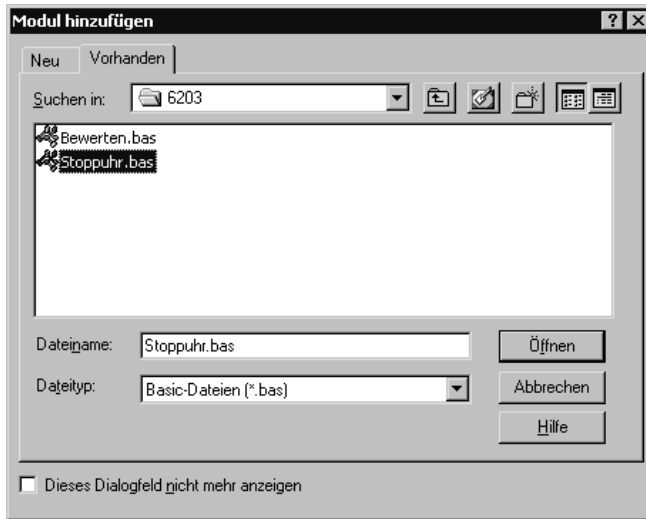 Modul hinzufügen
Neu
Vorhanden
Suchen in:
6203
Bewerten.bas
Stoppuhr.bas
Dateiname:
Stoppuhr.bas
Öffnen
Dateityp:
Basic-Dateien (*.bas)
Abbrechen
Hilfe
Dieses Dialogfeld nicht mehr anzeigen